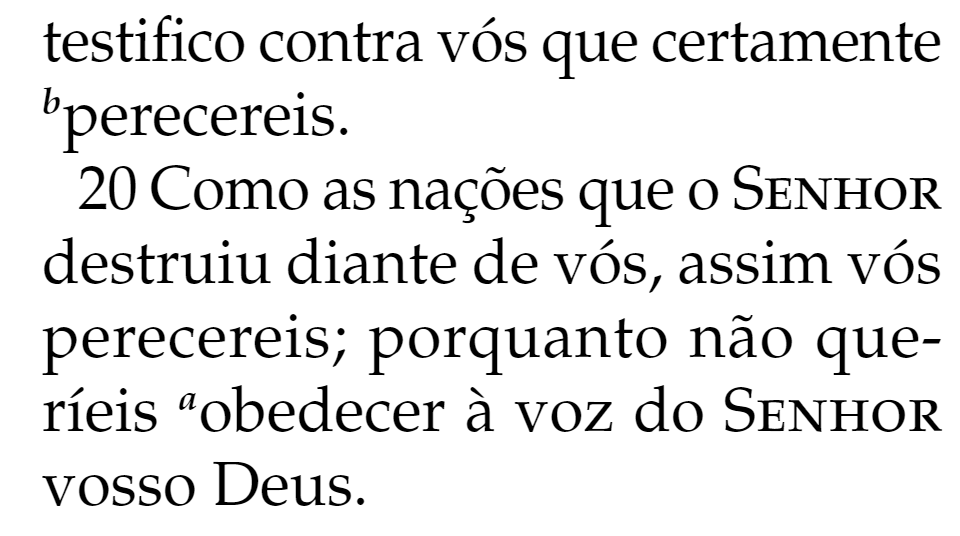 testifico contra vós que certamente
bperecereis.
20 Como as nações que o SENHOR
destruiu diante de vós, assim vós
perecereis; porquanto não que-
ríeis aobedecer à voz do SENHOR
vosso Deus.